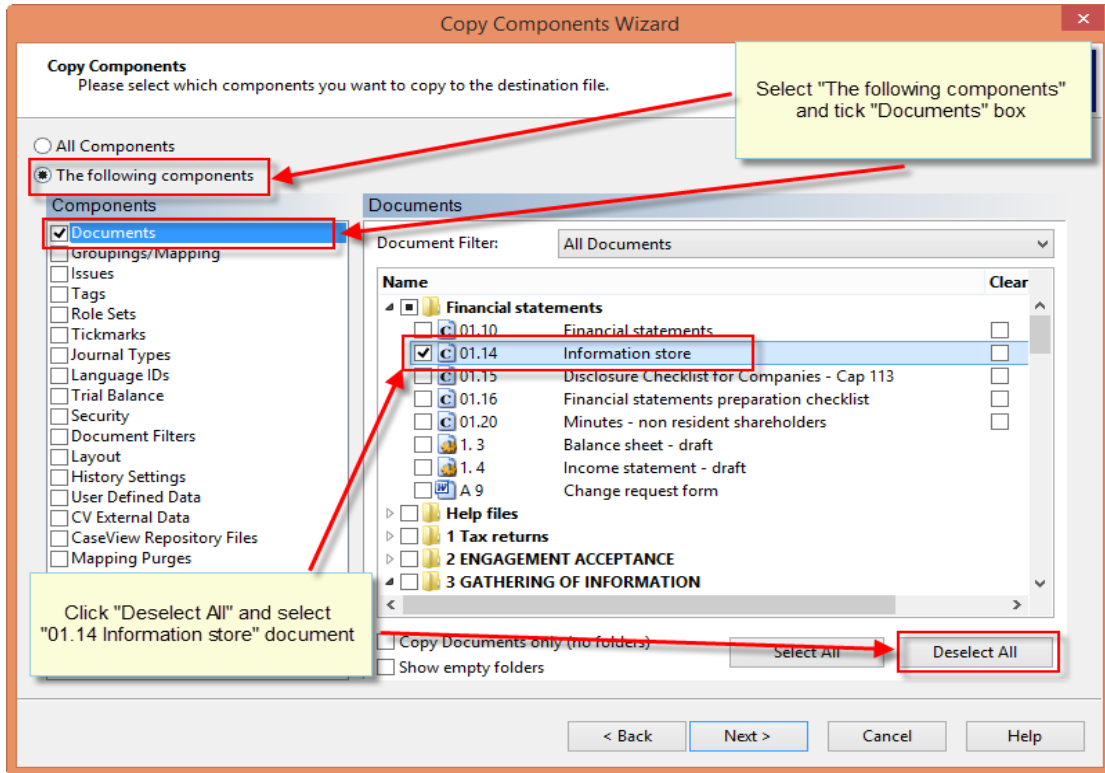 Copy Components Wizard
Copy Components
Please select which components you want to copy to the destination file.
Select "The following components"
and tick "Documents" box
All Components
The following components
Components
Documents
Groupings/Mapping
Issues
Tags
Role Sets
Tickmarks
Journal Types
Language IDs
Trial Balance
Security
Document Filters
Layout
History Settings
User Defined Data
CV External Data
CaseView Repository Files
Mapping Purges
Documents
Document Filter: All Documents
Name Clear
Financial statements
01.10 Financial statements
01.14 Information store
01.15 Disclosure Checklist for Companies - Cap 113
01.16 Financial statements preparation checklist
01.20 Minutes - non resident shareholders
1. 3 Balance sheet - draft
1. 4 Income statement - draft
A 9 Change request form
Help files
1 Tax returns
2 ENGAGEMENT ACCEPTANCE
3 GATHERING OF INFORMATION
Click "Deselect All" and select
"01.14 Information store" document
Copy Documents only (no folders)
Show empty folders
Select All
Deselect All
< Back Next > Cancel Help